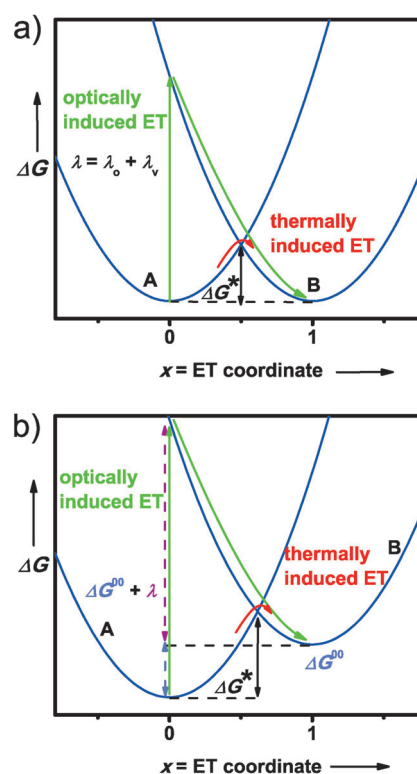 a)
optically
induced ET
λ = λo + λv
ΔG
thermally
induced ET
A
B
ΔG*
0
1
x = ET coordinate
b)
optically
induced ET
B
ΔG
thermally
induced ET
ΔG⁰⁰ + λ
A
ΔG*
ΔG⁰⁰
0
1
x = ET coordinate